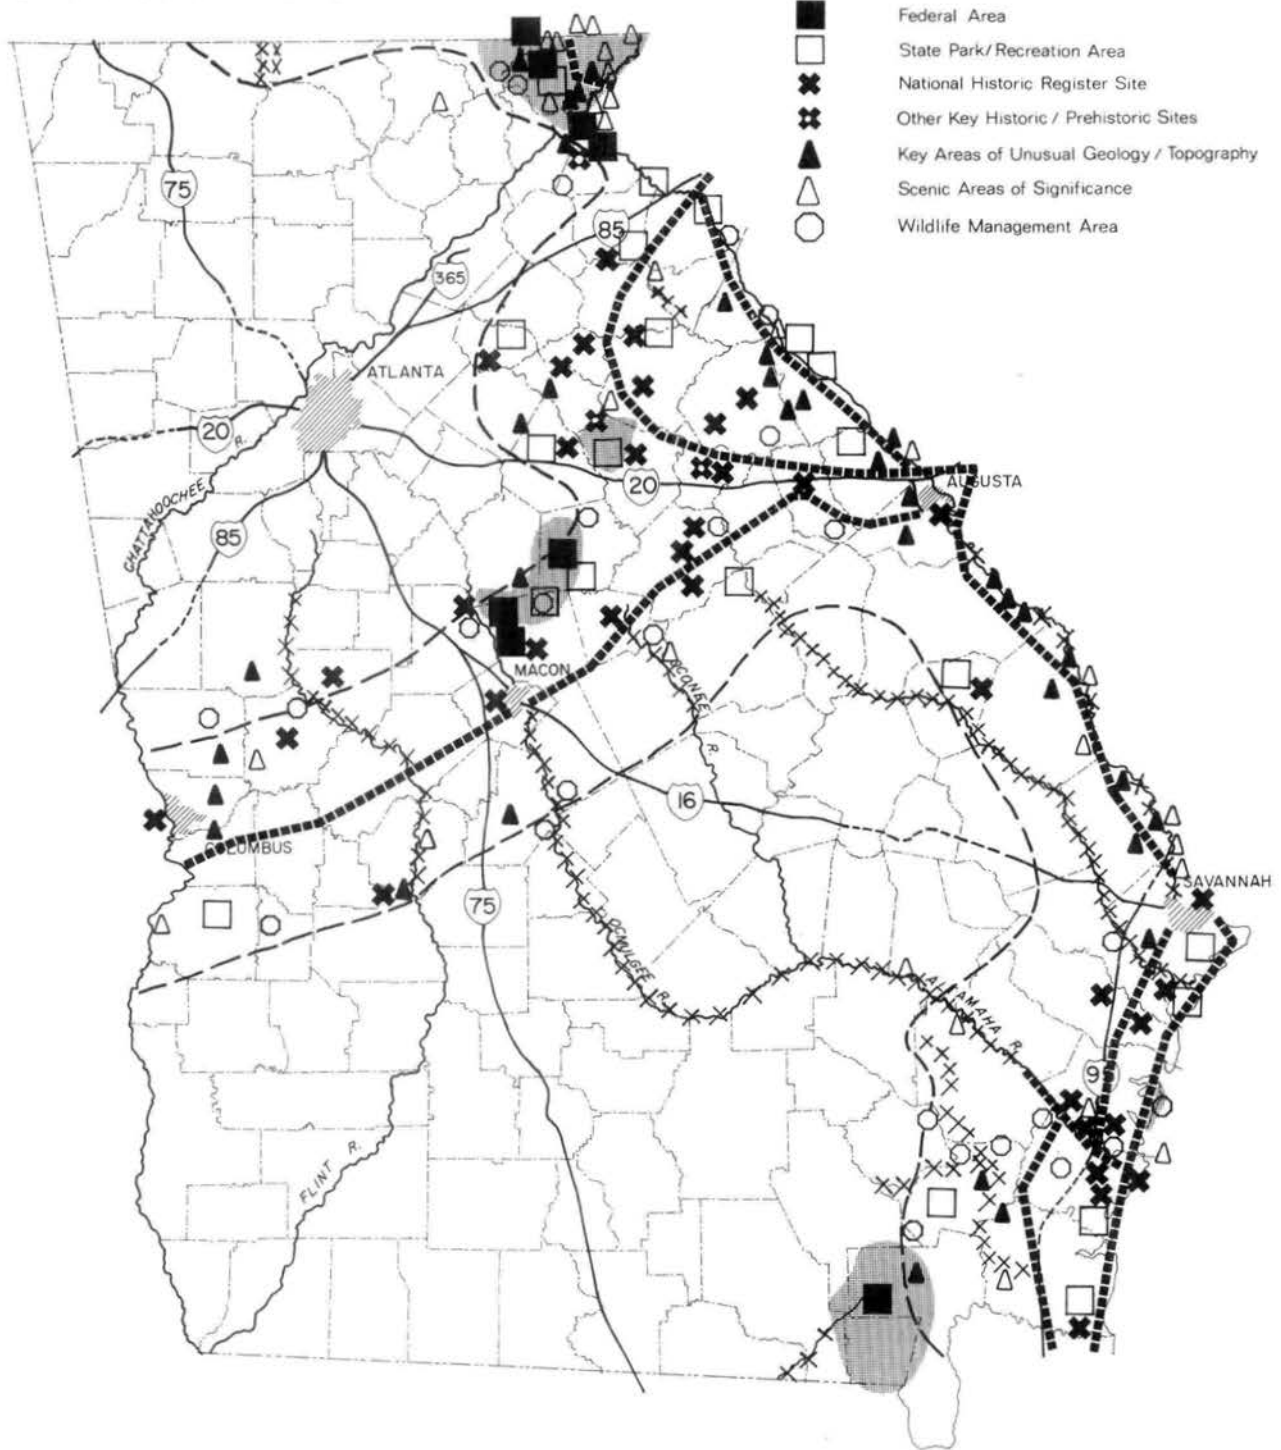 Federal Area
State Park/Recreation Area
National Historic Register Site
Other Key Historic / Prehistoric Sites
Key Areas of Unusual Geology / Topography
Scenic Areas of Significance
Wildlife Management Area
75
85
365
ATLANTA
20
R.
20
AUGUSTA
CHATTAHOOCHEE
85
MACON
OCONEE
R.
16
COLUMBUS
75
SAVANNAH
OCMULGEE
R.
ALTAMAHA R.
FLINT R.